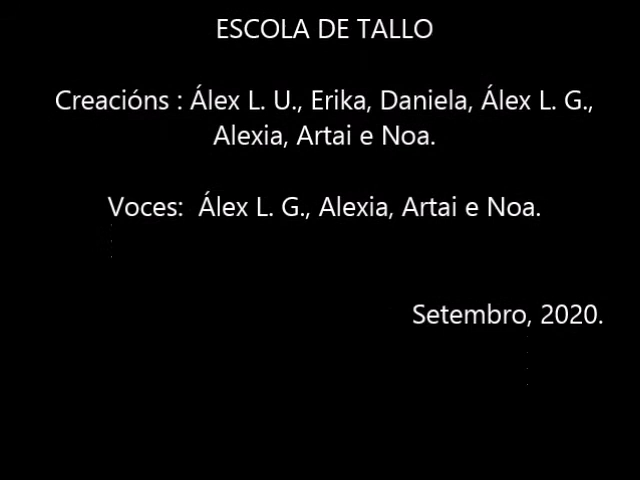 ESCOLA DE TALLO
Creacións : Álex L. U., Erika, Daniela, Álex L. G.,
Alexia, Artai e Noa.
Voces:  Álex L. G., Alexia, Artai e Noa.
Setembro, 2020.